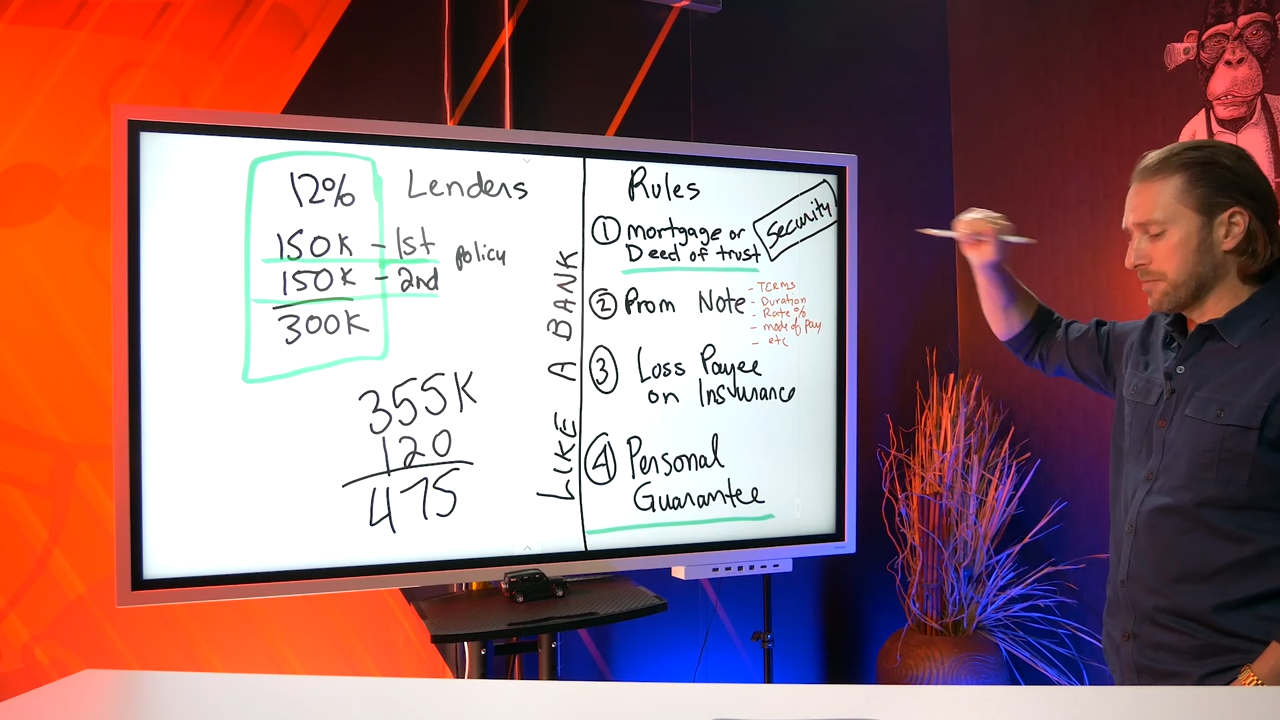 12% Lenders
150K - 1st
policy
150K - 2nd
300K
355K
120
475
LIKE A BANK
Rules
Security
① mortgage or
Deed of trust
② Prom Note
- TERMS
- Duration
- Rate %
- mode of pay
- etc
③ Loss Payee
on Insurance
④ Personal
Guarantee